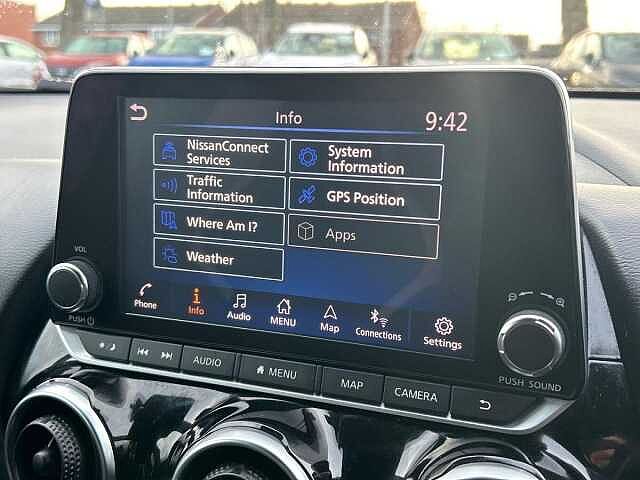 Info
9:42
NissanConnect
Services
System
Information
Traffic
Information
GPS Position
Where Am I?
Apps
Weather
Phone
Info
Audio
MENU
Map
Connections
Settings
VOL
PUSH
AUDIO
MENU
MAP
CAMERA
PUSH SOUND